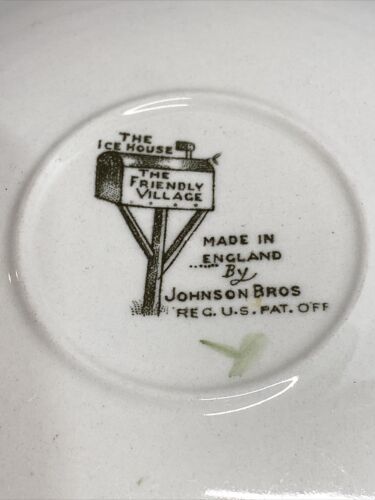 THE
ICE HOUSE
THE
FRIENDLY
VILLAGE
MADE IN
ENGLAND
By
JOHNSON BROS
REG. U.S. PAT. OFF